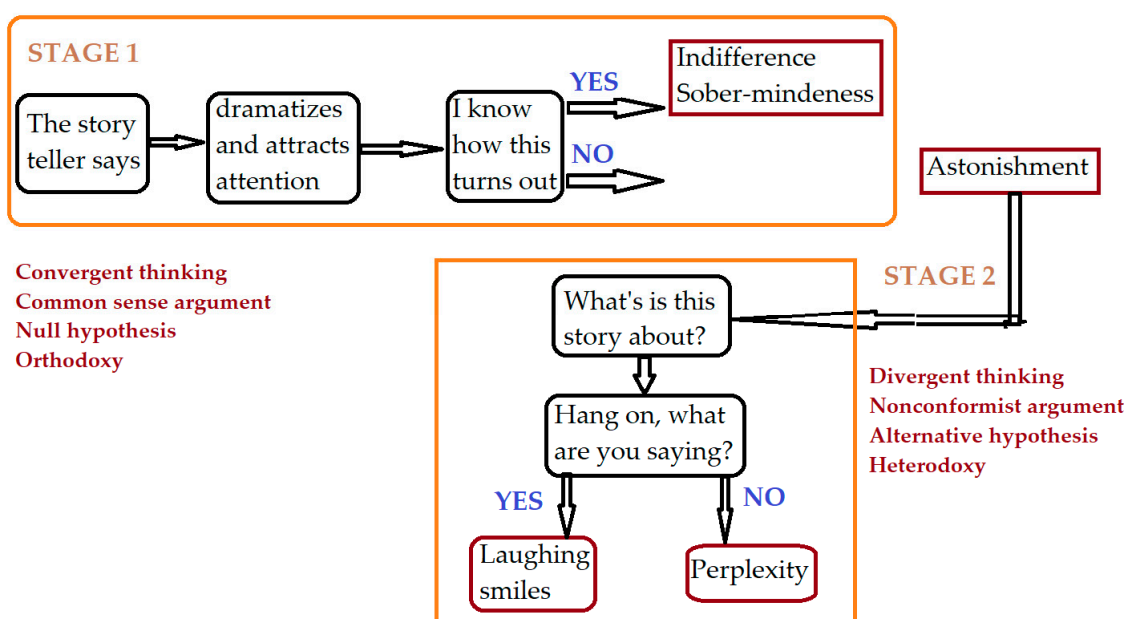 STAGE 1
The story
teller says
dramatizes
and attracts
attention
I know
how this
turns out
YES
NO
Indifference
Sober-mindeness
Astonishment
Convergent thinking
Common sense argument
Null hypothesis
Orthodoxy
STAGE 2
What's is this
story about?
Hang on, what
are you saying?
YES
NO
Laughing
smiles
Perplexity
Divergent thinking
Nonconformist argument
Alternative hypothesis
Heterodoxy